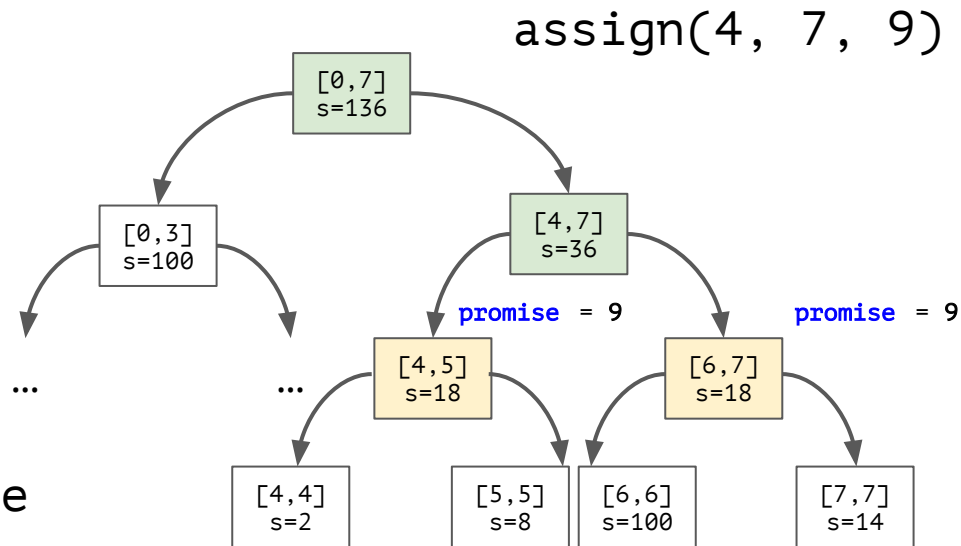 assign(4, 7, 9)
[0,7]
s=136
[0,3]
s=100
[4,7]
s=36
promise = 9
promise = 9
...
...
[4,5]
s=18
[6,7]
s=18
e
[4,4]
s=2
[5,5]
s=8
[6,6]
s=100
[7,7]
s=14